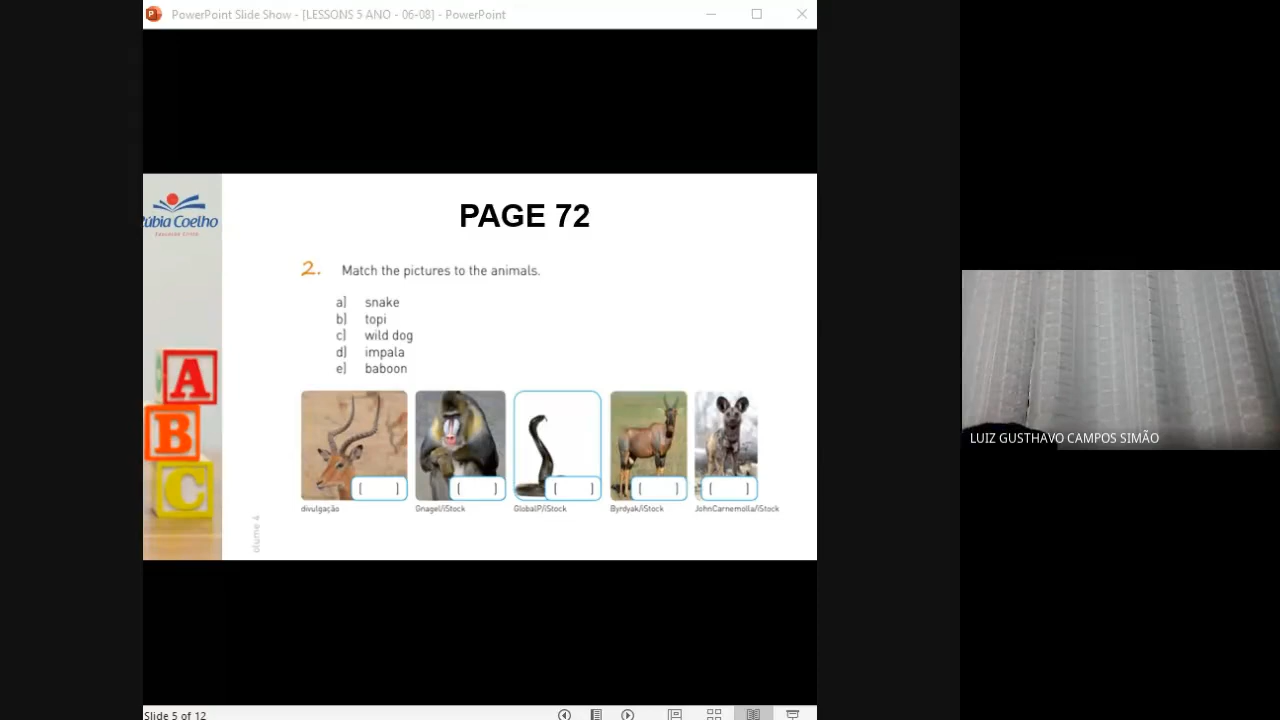 PowerPoint Slide Show - [LESSONS 5 ANO - 06-08] - PowerPoint
úbia Coelho
PAGE 72
2. Match the pictures to the animals.
a) snake
b) topi
c) wild dog
d) impala
e) baboon
A
B
C
( )
( )
( )
( )
( )
divulgação
Gnagel/iStock
GlobalP/iStock
Byrdyak/iStock
JohnCarnemolla/iStock
olume 4
LUIZ GUSTHAVO CAMPOS SIMÃO
Slide 5 of 12